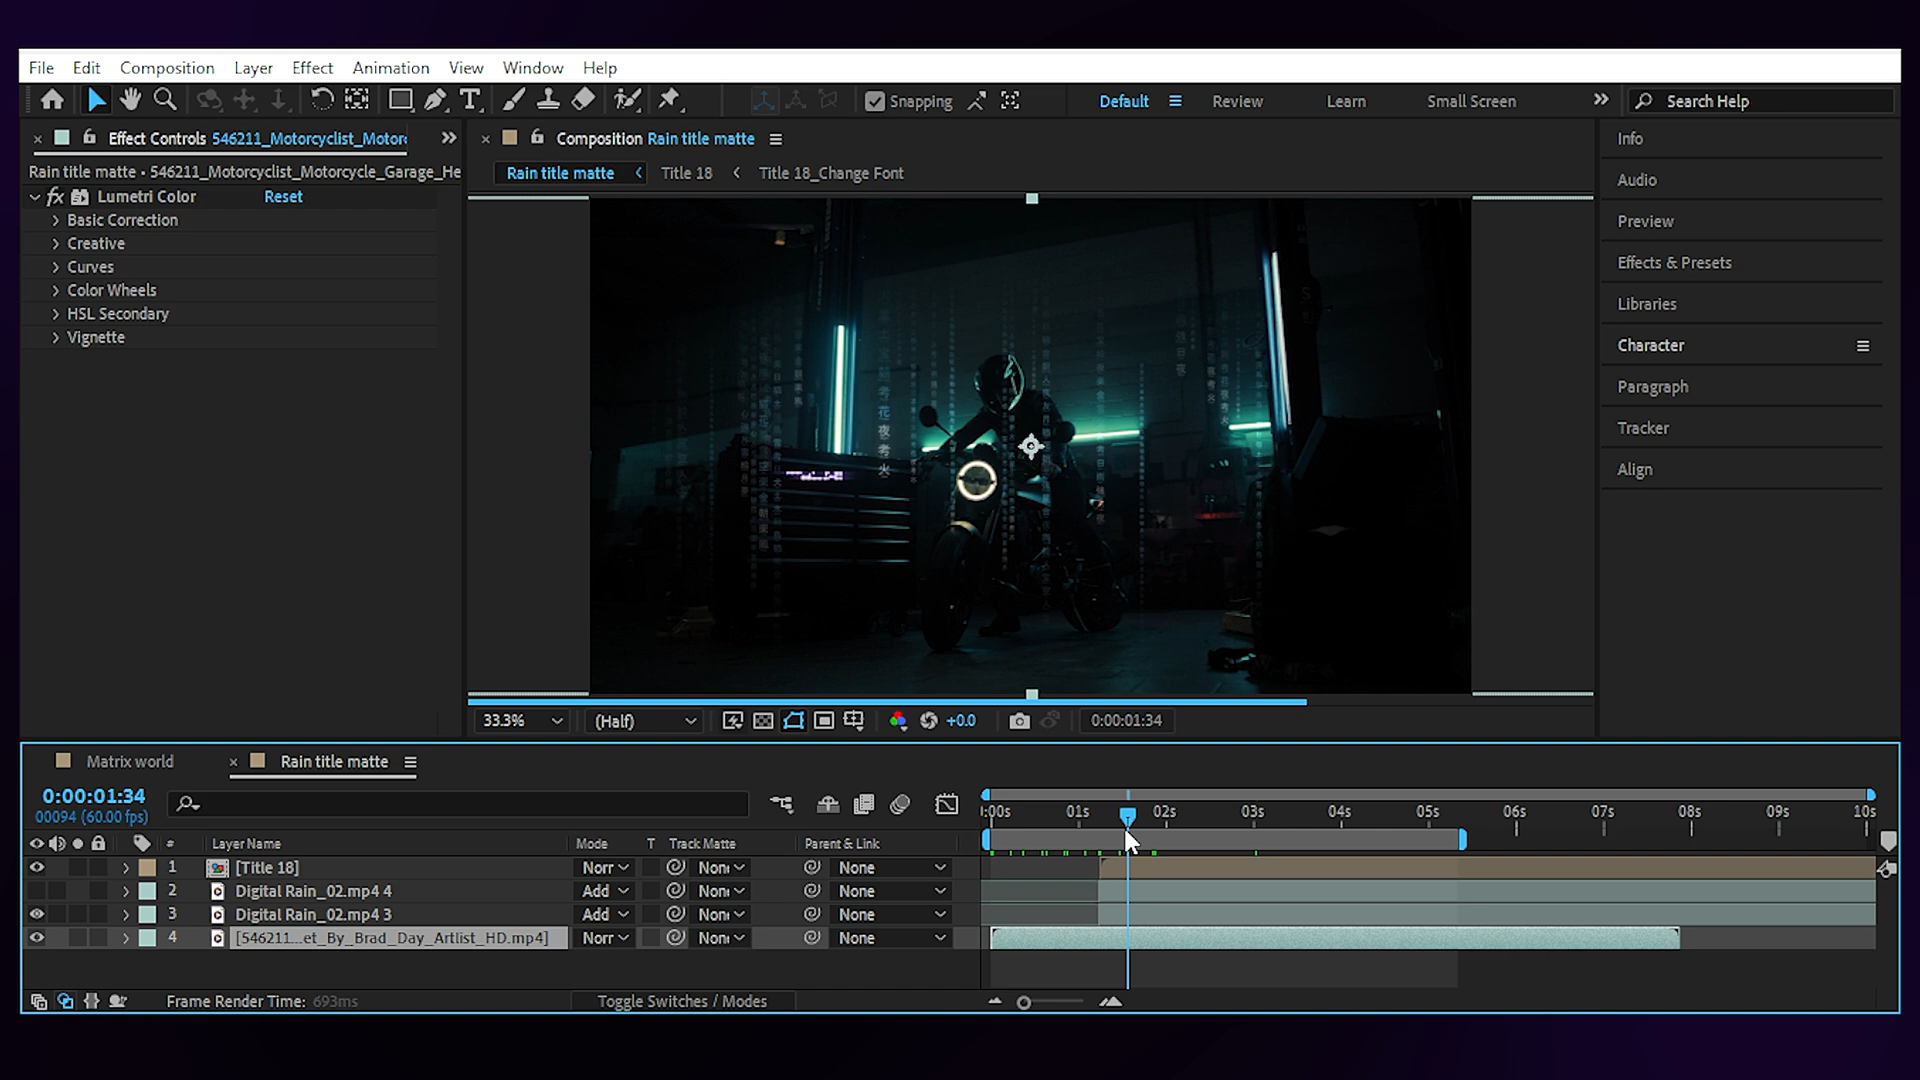 File Edit Composition Layer Effect Animation View Window Help
Snapping Default Review Learn Small Screen Search Help
Effect Controls 546211_Motorcyclist_Motor
Composition Rain title matte
Rain title matte Title 18 Title 18_Change Font
Rain title matte • 546211_Motorcyclist_Motorcycle_Garage_He
fx Lumetri Color Reset
Basic Correction
Creative
Curves
Color Wheels
HSL Secondary
Vignette
Info
Audio
Preview
Effects & Presets
Libraries
Character
Paragraph
Tracker
Align
33.3% (Half) +0.0 0:00:01:34
Matrix world Rain title matte
0:00:01:34
00094 (60.00 fps)
:00s 01s 02s 03s 04s 05s 06s 07s 08s 09s 10s
# Layer Name Mode T Track Matte Parent & Link
1 [Title 18] Norr Non None
2 Digital Rain_02.mp4 4 Add Non None
3 Digital Rain_02.mp4 3 Add Non None
4 [546211...et_By_Brad_Day_Artlist_HD.mp4] Norr Non None
Frame Render Time: 693ms Toggle Switches / Modes